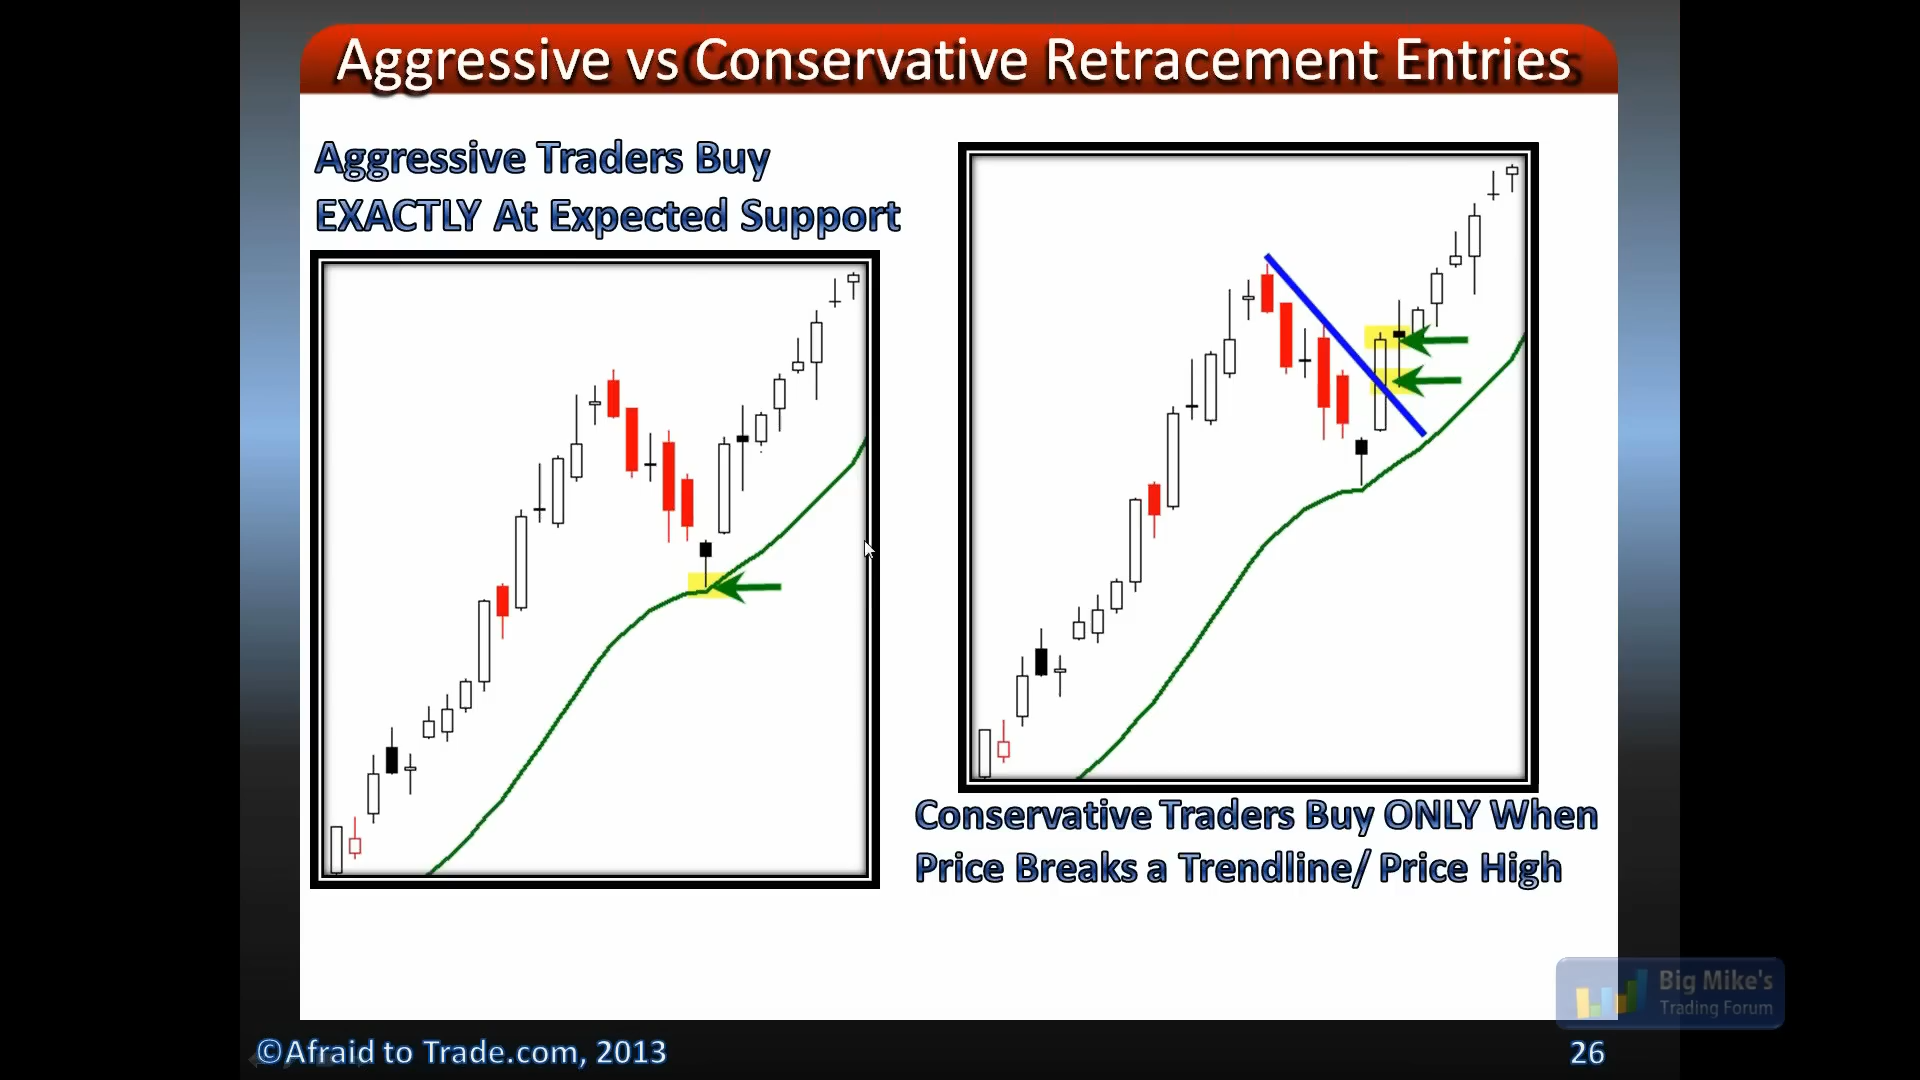 Aggressive vs Conservative Retracement Entries
Aggressive Traders Buy
EXACTLY At Expected Support
Conservative Traders Buy ONLY When
Price Breaks a Trendline/ Price High
Big Mike's
Trading Forum
©Afraid to Trade.com, 2013
26